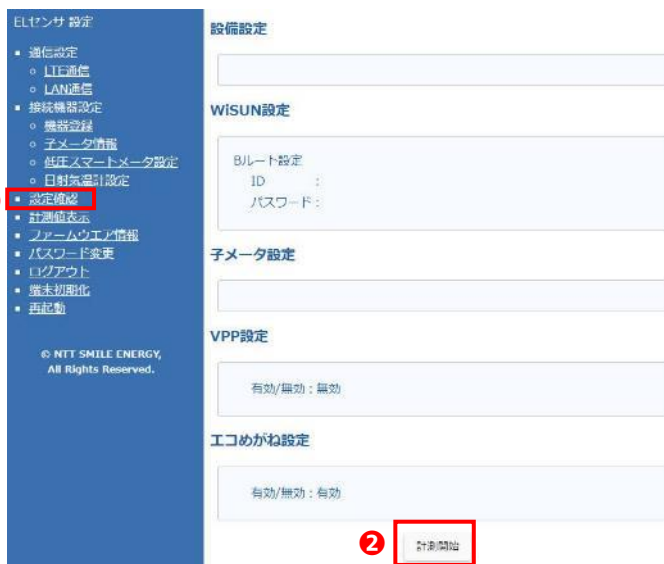 ELセンサ 設定
通信設定
LTE通信
LAN通信
接続機器設定
機器登録
子メータ情報
低圧スマートメータ設定
日射気温計設定
設定確認
計測値表示
ファームウエア情報
パスワード変更
ログアウト
端末初期化
再起動
© NTT SMILE ENERGY,
All Rights Reserved.
設備設定
WiSUN設定
Bルート設定
ID :
パスワード :
子メータ設定
VPP設定
有効/無効 : 無効
エコめがね設定
有効/無効 : 有効
❷ 計測開始